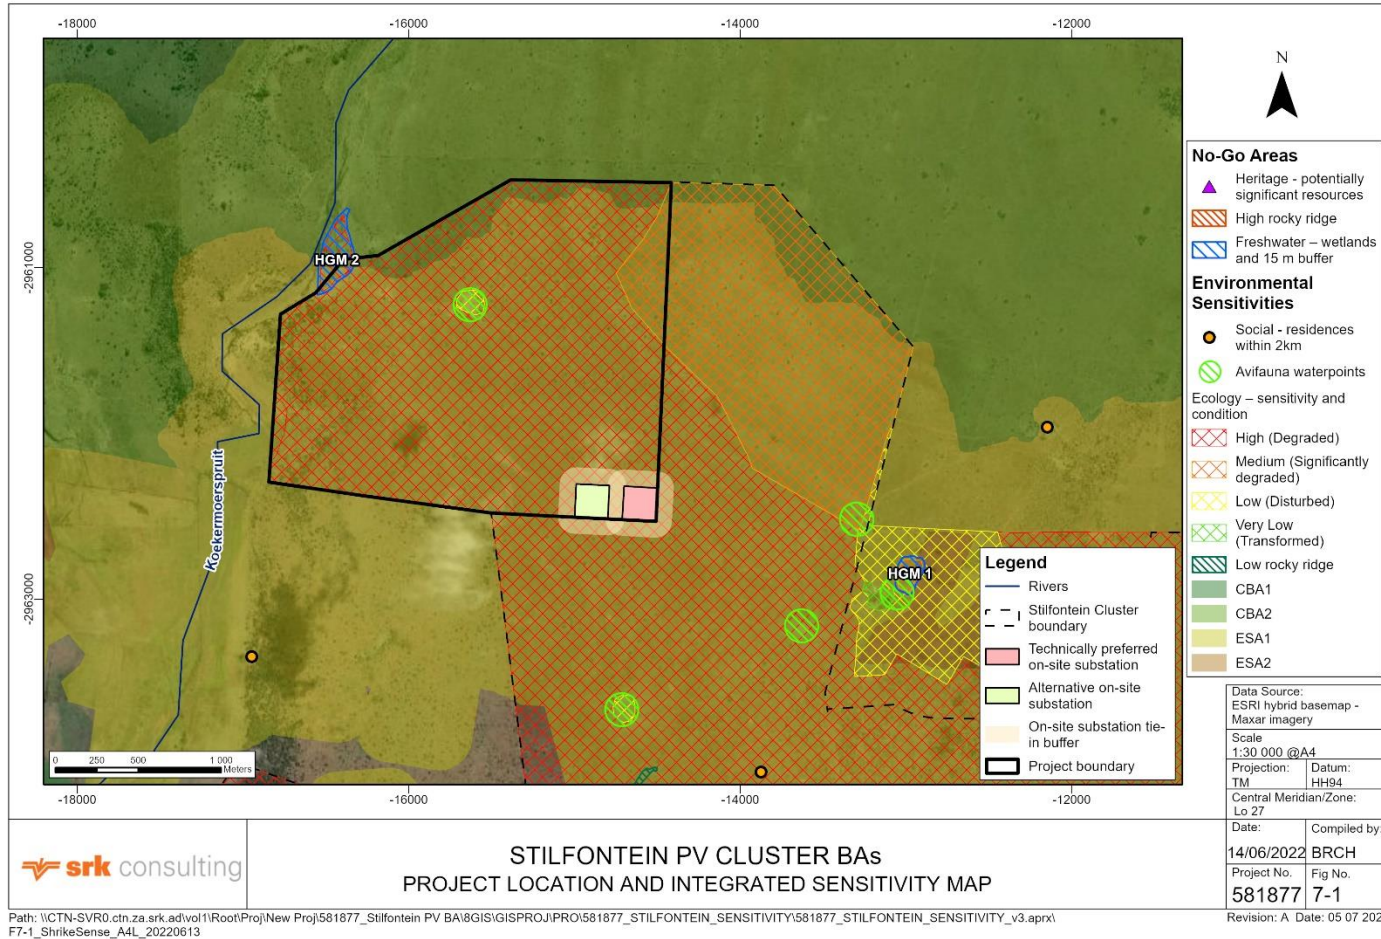 -18000
-16000
-14000
-12000
N
-2961000
-2963000
HGM 2
HGM 1
Koekermoerspruit
No-Go Areas
Heritage - potentially
significant resources
High rocky ridge
Freshwater – wetlands
and 15 m buffer
Environmental
Sensitivities
Social - residences
within 2km
Avifauna waterpoints
Ecology – sensitivity and
condition
High (Degraded)
Medium (Significantly
degraded)
Low (Disturbed)
Very Low
(Transformed)
Low rocky ridge
CBA1
CBA2
ESA1
ESA2
Legend
Rivers
Stilfontein Cluster
boundary
Technically preferred
on-site substation
Alternative on-site
substation
On-site substation tie-
in buffer
Project boundary
0 250 500 1 000
Meters
-18000
-16000
-14000
-12000
Data Source:
ESRI hybrid basemap -
Maxar imagery
Scale
1:30 000 @A4
Projection: Datum:
TM HH94
Central Meridian/Zone:
Lo 27
Date: Compiled by:
14/06/2022 BRCH
Project No. Fig No.
581877 7-1
srk consulting
STILFONTEIN PV CLUSTER BAs
PROJECT LOCATION AND INTEGRATED SENSITIVITY MAP
Path: \\CTN-SVR0.ctn.za.srk.ad\vol1\Root\Proj\New Proj\581877_Stilfontein PV BA\8GIS\GISPROJ\PRO\581877_STILFONTEIN_SENSITIVITY\581877_STILFONTEIN_SENSITIVITY_v3.aprx\
F7-1_ShrikeSense_A4L_20220613
Revision: A Date: 05 07 202